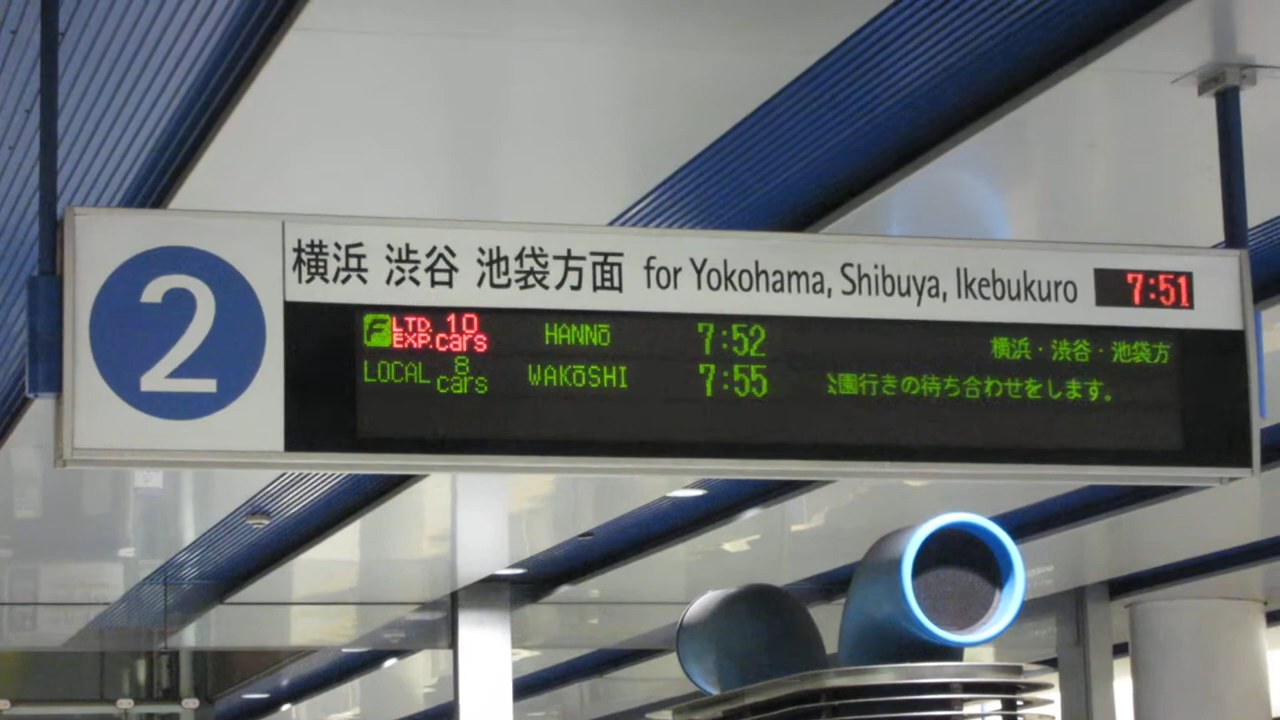 2
横浜 渋谷 池袋方面 for Yokohama, Shibuya, Ikebukuro 7:51
F LTD. EXP. 10 cars HANNō 7:52 横浜・渋谷・池袋方
LOCAL 8 cars WAKōSHI 7:55 園行きの待ち合わせをします。